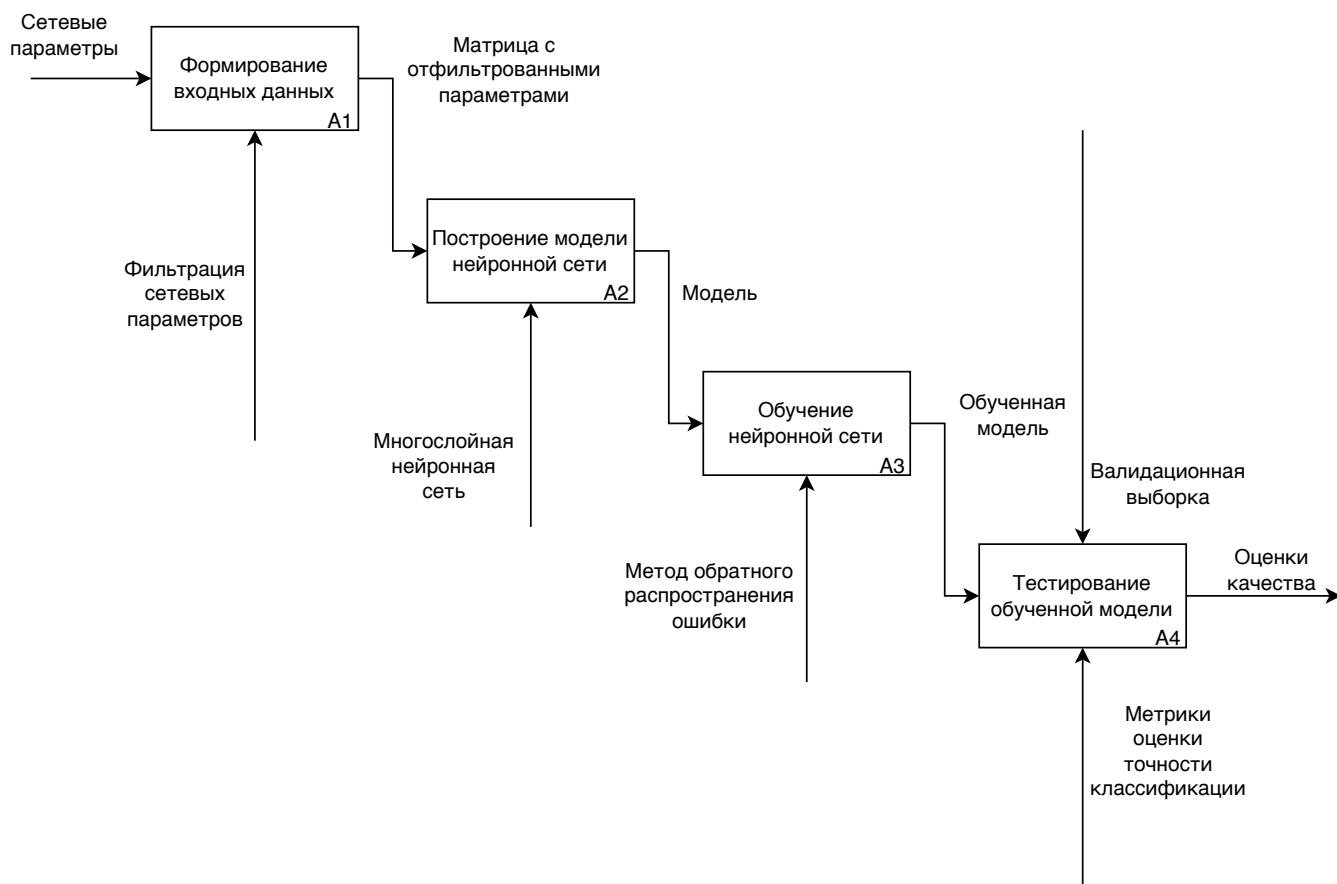 Сетевые
параметры
Формирование
входных данных
A1
Матрица с
отфильтрованными
параметрами
Фильтрация
сетевых
параметров
Построение модели
нейронной сети
A2
Модель
Многослойная
нейронная
сеть
Обучение
нейронной сети
A3
Обученная
модель
Метод обратного
распространения
ошибки
Валидационная
выборка
Тестирование
обученной модели
A4
Оценки
качества
Метрики
оценки
точности
классификации